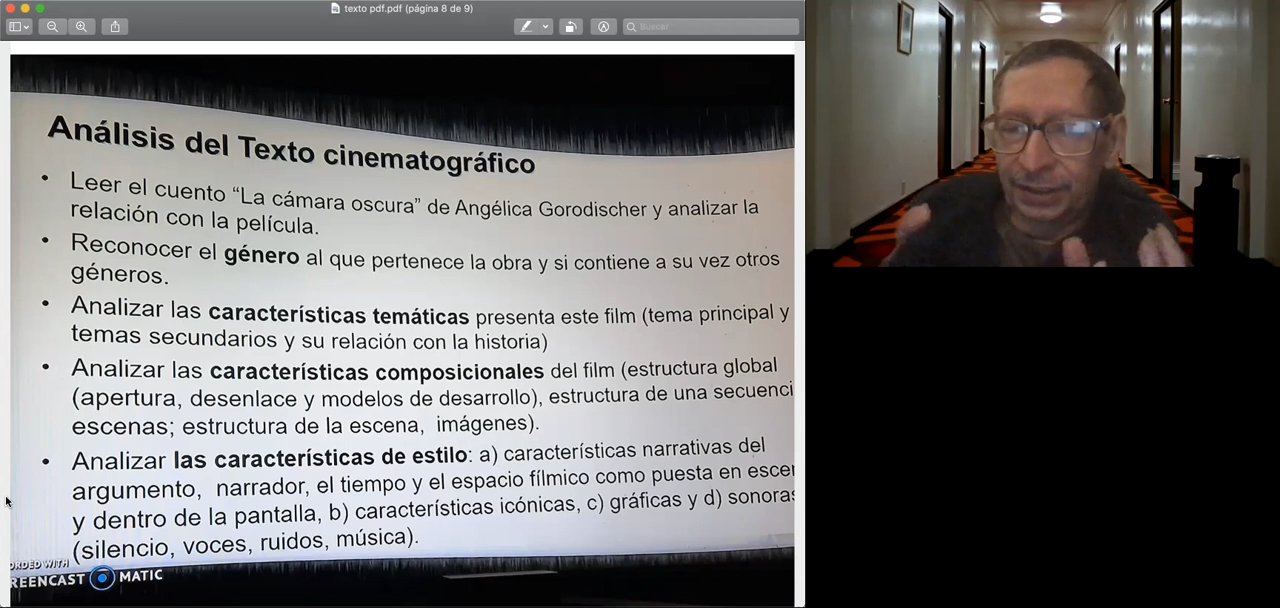 texto pdf.pdf (página 8 de 9)
Buscar
Análisis del Texto cinematográfico
• Leer el cuento “La cámara oscura” de Angélica Gorodischer y analizar la
relación con la película.
• Reconocer el género al que pertenece la obra y si contiene a su vez otros
géneros.
• Analizar las características temáticas presenta este film (tema principal y
temas secundarios y su relación con la historia)
• Analizar las características composicionales del film (estructura global
(apertura, desenlace y modelos de desarrollo), estructura de una secuenci
escenas; estructura de la escena, imágenes).
• Analizar las características de estilo: a) características narrativas del
argumento, narrador, el tiempo y el espacio fílmico como puesta en escen
y dentro de la pantalla, b) características icónicas, c) gráficas y d) sonoras
(silencio, voces, ruidos, música).
ORDED WITH
REENCAST MATIC